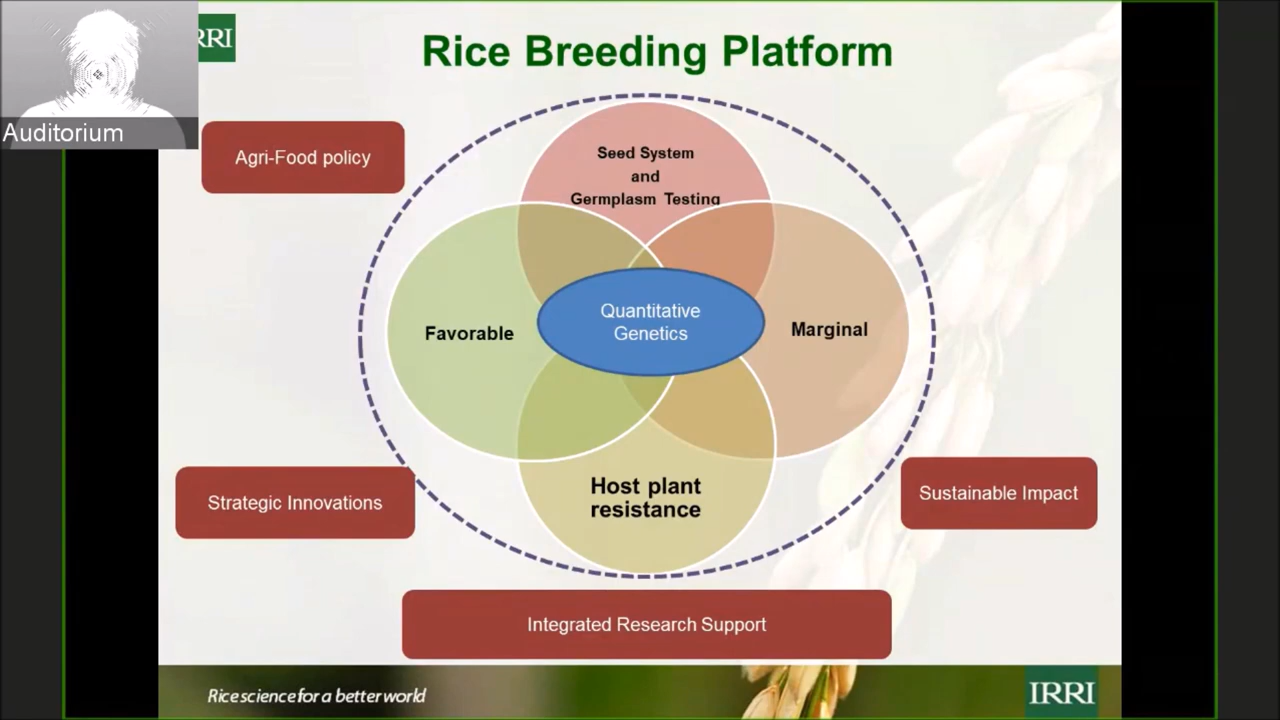 RRI
Rice Breeding Platform
Auditorium
Agri-Food policy
Seed System
and
Germplasm Testing
Favorable
Quantitative
Genetics
Marginal
Host plant
resistance
Strategic Innovations
Sustainable Impact
Integrated Research Support
Rice science for a better world
IRRI